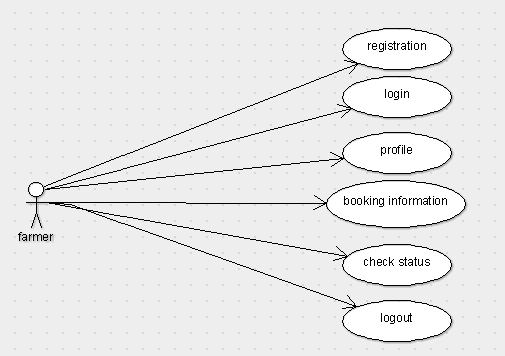 registration
login
profile
booking information
check status
logout
farmer